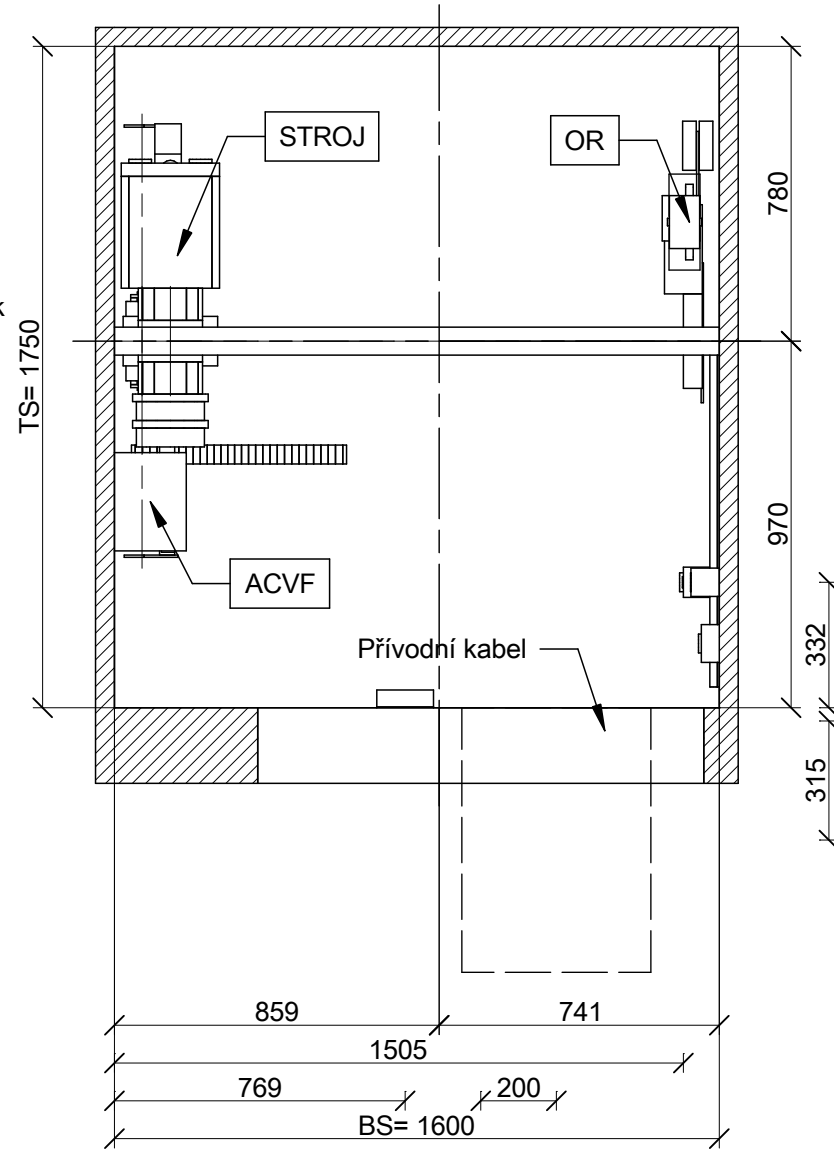 STROJ
OR
780
k
TS= 1750
970
ACVF
332
Přívodní kabel
315
859
741
1505
769
200
BS= 1600